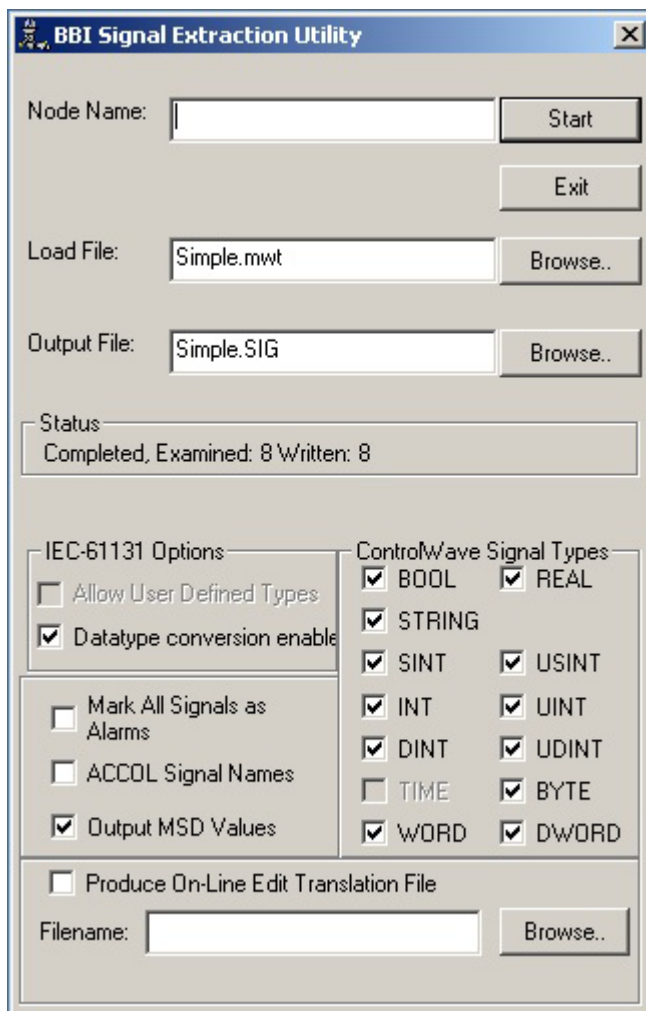 BBI Signal Extraction Utility
Node Name:
Start
Exit
Load File:
Simple.mwt
Browse..
Output File:
Simple.SIG
Browse..
Status
Completed, Examined: 8 Written: 8
IEC-61131 Options
Allow User Defined Types
Datatype conversion enable
Mark All Signals as
Alarms
ACCOL Signal Names
Output MSD Values
ControlWave Signal Types
BOOL REAL
STRING
SINT USINT
INT UINT
DINT UDINT
TIME BYTE
WORD DWORD
Produce On-Line Edit Translation File
Filename:
Browse..